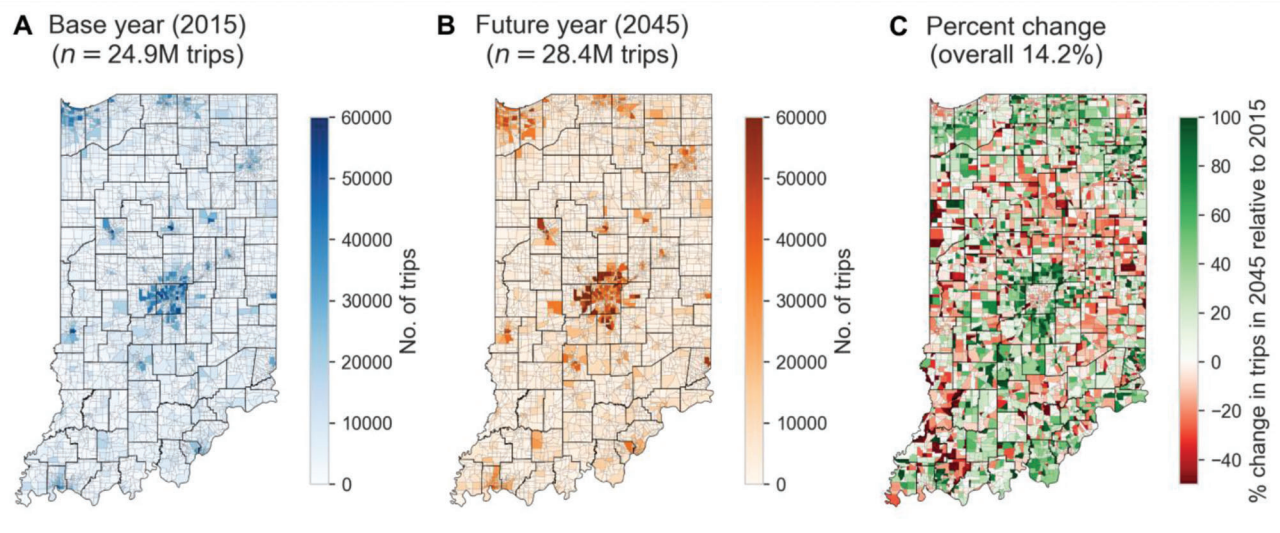 A Base year (2015)
(n = 24.9M trips)
60000
50000
40000
30000
20000
10000
0
No. of trips
B Future year (2045)
(n = 28.4M trips)
60000
50000
40000
30000
20000
10000
0
No. of trips
C Percent change
(overall 14.2%)
100
80
60
40
20
0
−20
−40
% change in trips in 2045 relative to 2015